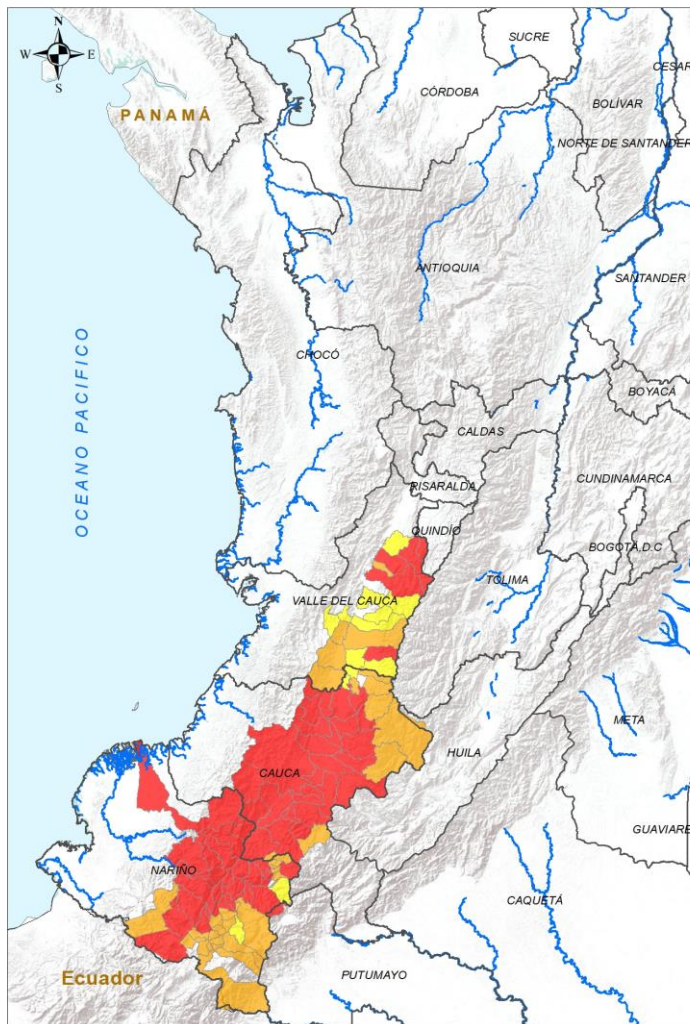 N
W E
S
SUCRE
CESAR
CÓRDOBA
BOLÍVAR
PANAMÁ
NORTE DE SANTANDER
ANTIOQUIA
SANTANDER
OCEANO PACIFICO
CHOCÓ
BOYACÁ
CALDAS
CUNDINAMARCA
RISARALDA
QUINDÍO
BOGOTÁ,D.C
TOLIMA
VALLE DEL CAUCA
META
HUILA
CAUCA
GUAVIARE
NARIÑO
CAQUETÁ
PUTUMAYO
Ecuador